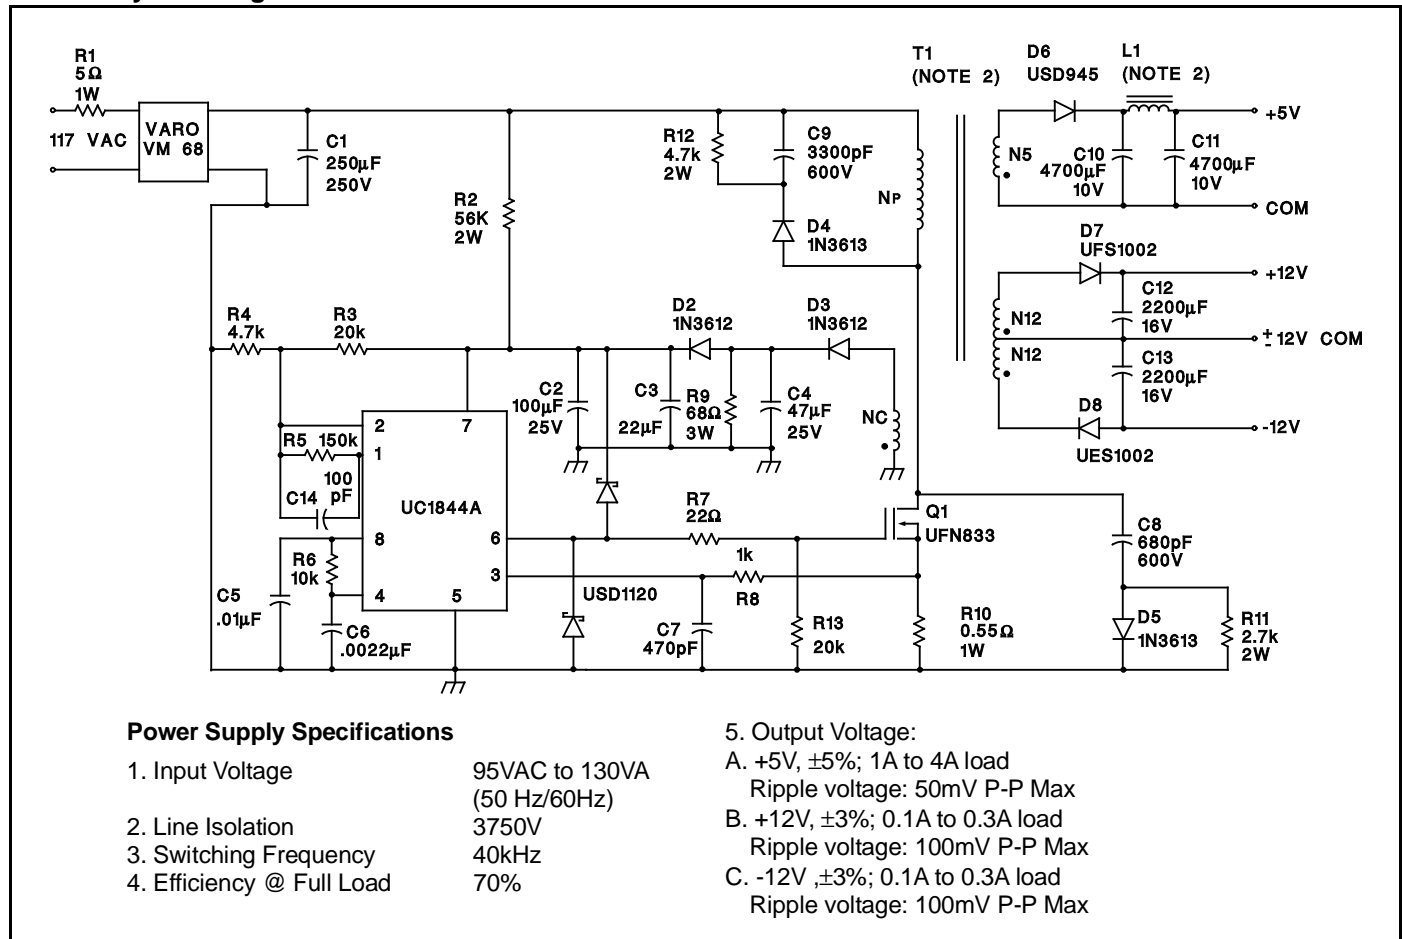 R1
5Ω
1W
117 VAC
VARO
VM 68
C1
250µF
250V
R2
56K
2W
R12
4.7k
2W
C9
3300pF
600V
D4
1N3613
NP
T1
(NOTE 2)
D6
USD945
L1
(NOTE 2)
+5V
N5
C10
4700µF
10V
C11
4700µF
10V
COM
D7
UFS1002
+12V
N12
N12
C12
2200µF
16V
±12V COM
C13
2200µF
16V
D8
UES1002
-12V
R4
4.7k
R3
20k
D2
1N3612
D3
1N3612
C2
100µF
25V
C3
22µF
R9
68Ω
3W
C4
47µF
25V
NC
R5 150k
100
pF
C14
2
1
7
UC1844A
8
4
5
6
3
R6
10k
C5
.01µF
C6
.0022µF
USD1120
R7
22Ω
1k
R8
C7
470pF
R13
20k
Q1
UFN833
R10
0.55Ω
1W
C8
680pF
600V
D5
1N3613
R11
2.7k
2W
Power Supply Specifications
1. Input Voltage 95VAC to 130VA
(50 Hz/60Hz)
2. Line Isolation 3750V
3. Switching Frequency 40kHz
4. Efficiency @ Full Load 70%
5. Output Voltage:
A. +5V, ±5%; 1A to 4A load
Ripple voltage: 50mV P-P Max
B. +12V, ±3%; 0.1A to 0.3A load
Ripple voltage: 100mV P-P Max
C. -12V ,±3%; 0.1A to 0.3A load
Ripple voltage: 100mV P-P Max